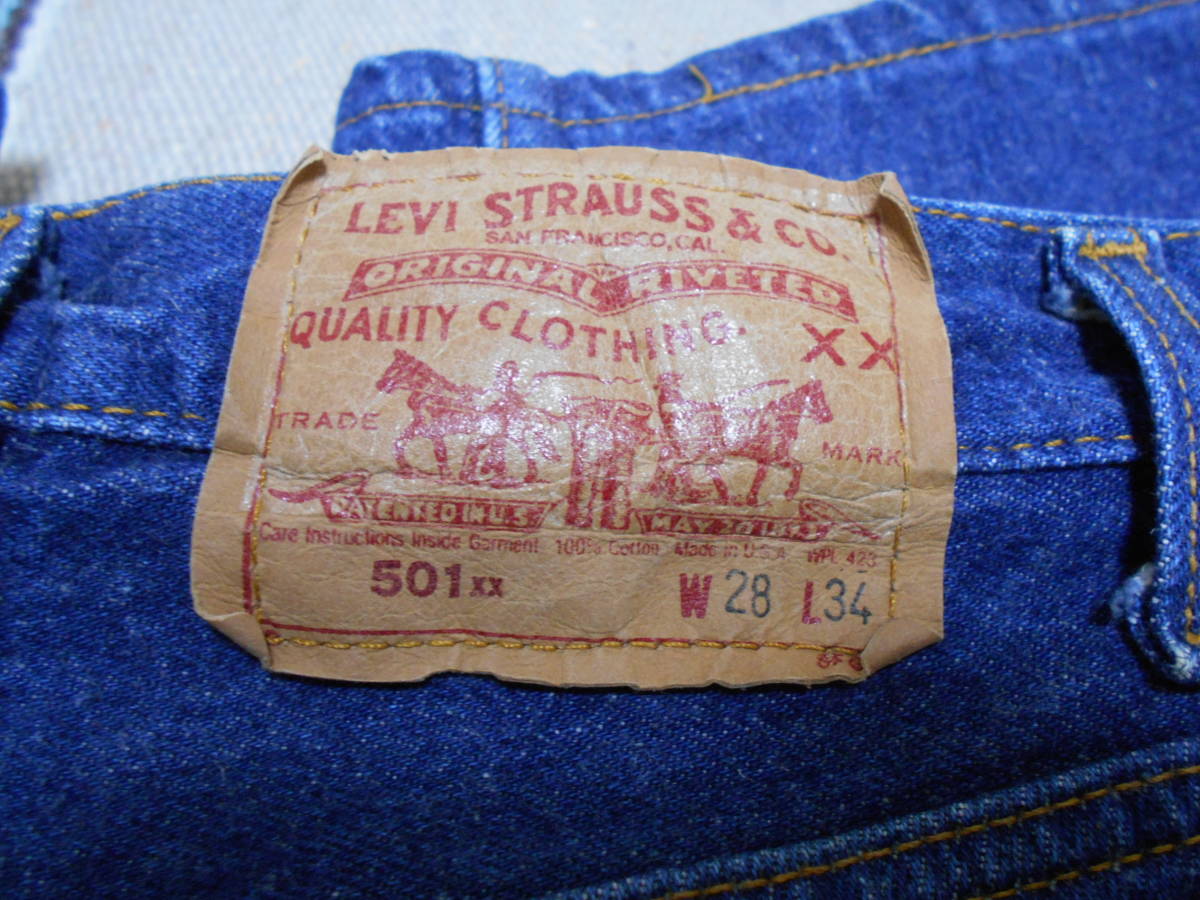 LEVI STRAUSS & CO.
SAN FRANCISCO, CAL.
ORIGINAL RIVETED
QUALITY CLOTHING. XX
TRADE MARK
PATENTED IN U.S. MAY 20 1873
Care Instructions Inside Garment 100% Cotton Made in U.S.A. WPL 423
501xx W 28 L 34